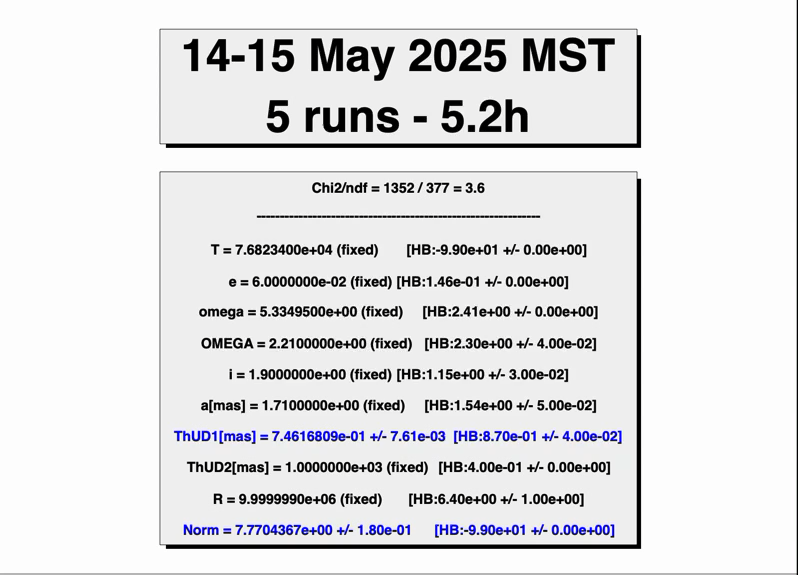 14-15 May 2025 MST
5 runs - 5.2h
Chi2/ndf = 1352 / 377 = 3.6
--------------------------------------------------------------
T = 7.6823400e+04 (fixed) [HB:-9.90e+01 +/- 0.00e+00]
e = 6.0000000e-02 (fixed) [HB:1.46e-01 +/- 0.00e+00]
omega = 5.3349500e+00 (fixed) [HB:2.41e+00 +/- 0.00e+00]
OMEGA = 2.2100000e+00 (fixed) [HB:2.30e+00 +/- 4.00e-02]
i = 1.9000000e+00 (fixed) [HB:1.15e+00 +/- 3.00e-02]
a[mas] = 1.7100000e+00 (fixed) [HB:1.54e+00 +/- 5.00e-02]
ThUD1[mas] = 7.4616809e-01 +/- 7.61e-03 [HB:8.70e-01 +/- 4.00e-02]
ThUD2[mas] = 1.0000000e+03 (fixed) [HB:4.00e-01 +/- 0.00e+00]
R = 9.9999990e+06 (fixed) [HB:6.40e+00 +/- 1.00e+00]
Norm = 7.7704367e+00 +/- 1.80e-01 [HB:-9.90e+01 +/- 0.00e+00]